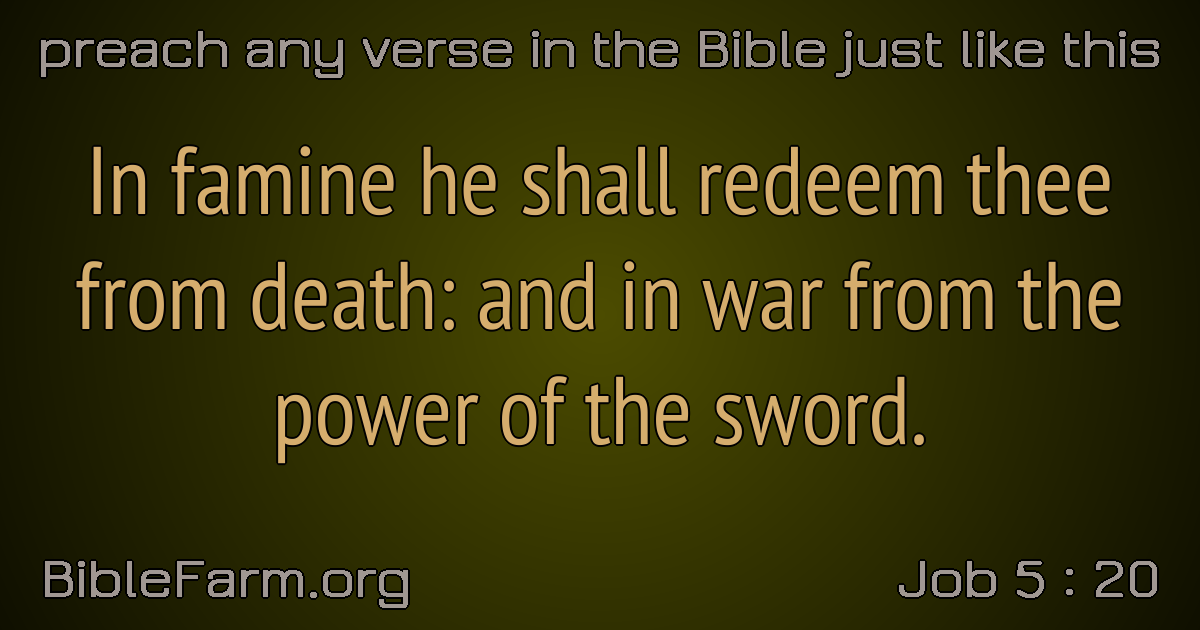 preach any verse in the Bible just like this
In famine he shall redeem thee
from death: and in war from the
power of the sword.
BibleFarm.org
Job 5 : 20